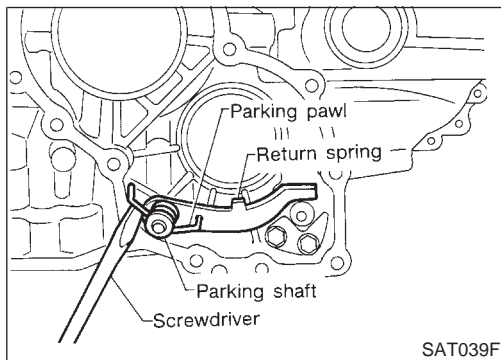 Parking pawl
Return spring
Parking shaft
Screwdriver
SAT039F